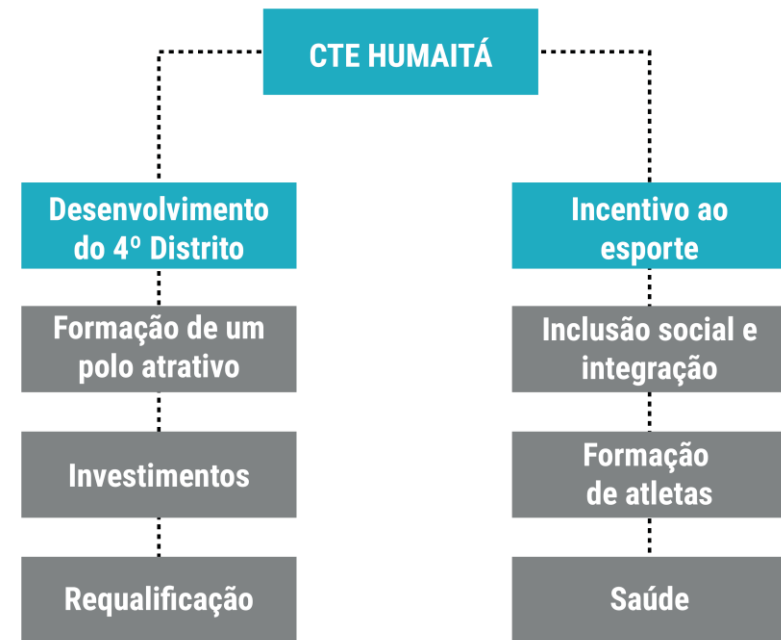 CTE HUMAITÁ
Desenvolvimento
do 4º Distrito
Formação de um
polo atrativo
Investimentos
Requalificação
Incentivo ao
esporte
Inclusão social e
integração
Formação
de atletas
Saúde